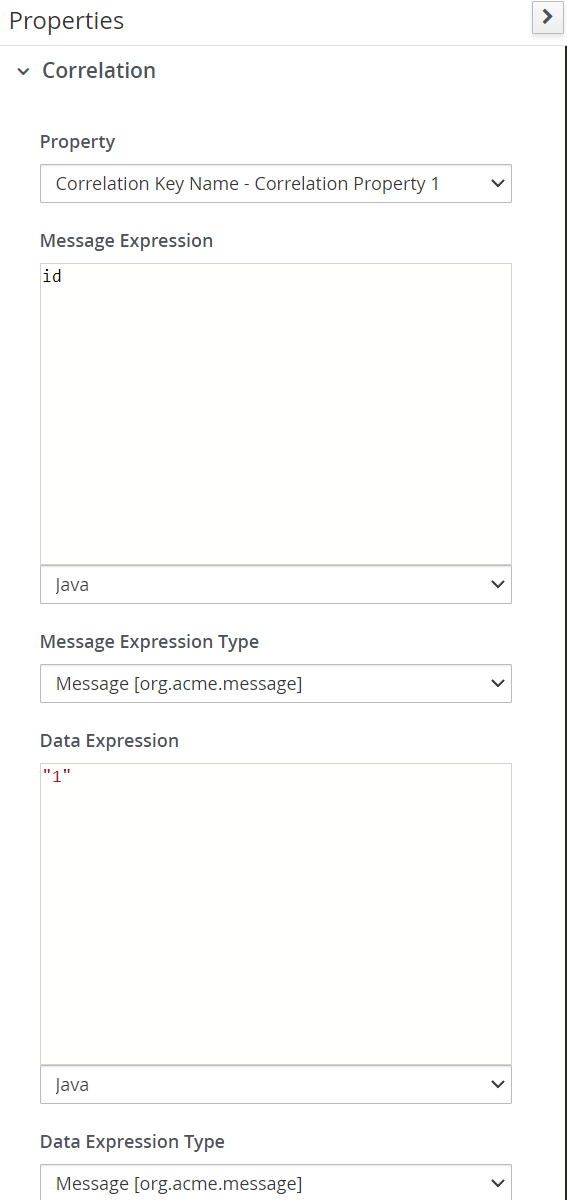 Properties
Correlation
Property
Correlation Key Name - Correlation Property 1
Message Expression
id
Java
Message Expression Type
Message [org.acme.message]
Data Expression
"1"
Java
Data Expression Type
Message [org.acme.message]